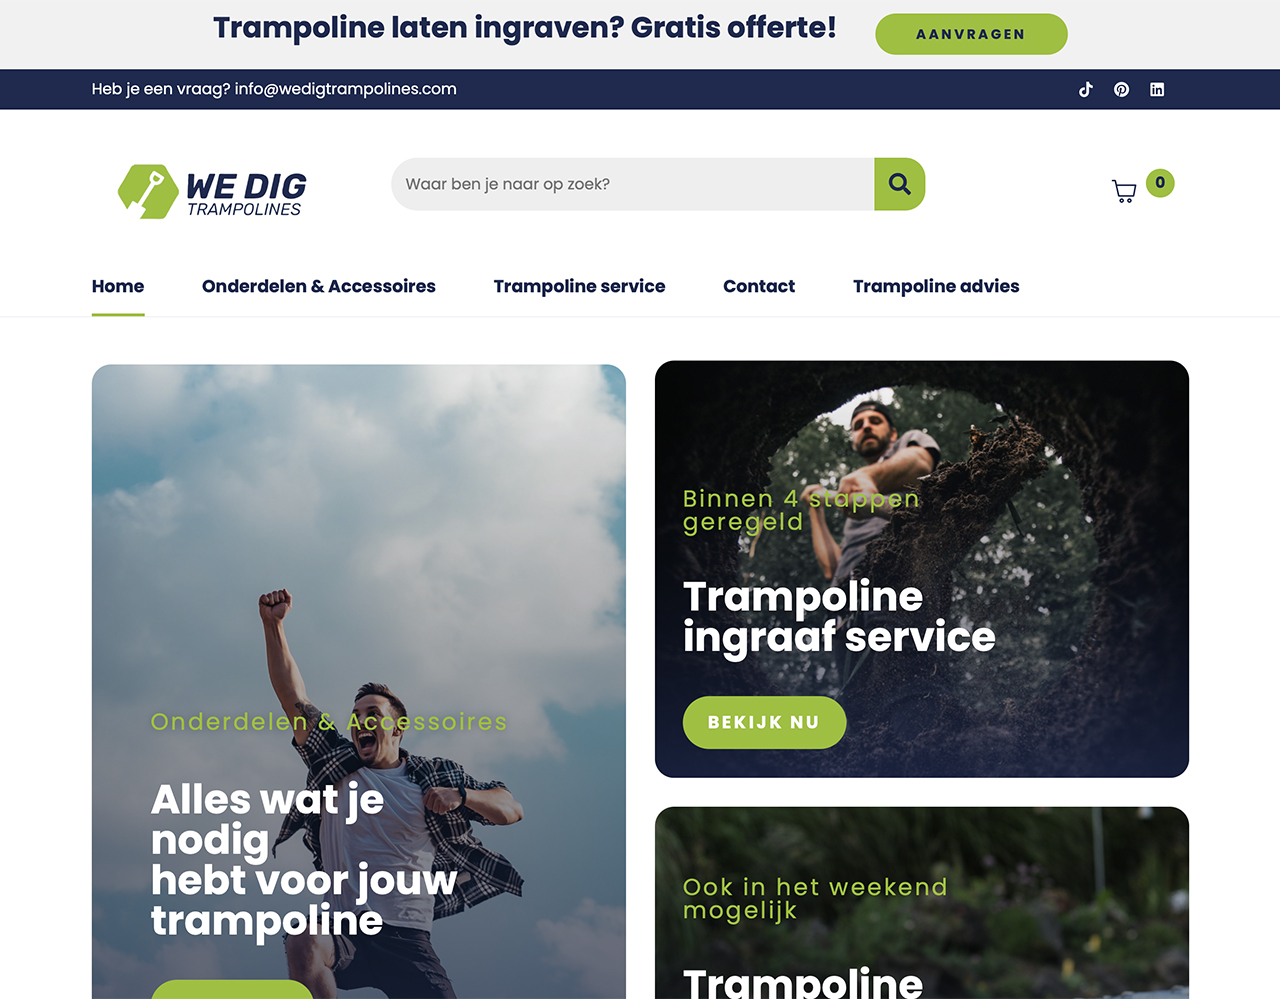 Trampoline laten ingraven? Gratis offerte!
AANVRAGEN
Heb je een vraag? info@wedigtrampolines.com
WE DIG
TRAMPOLINES
Waar ben je naar op zoek?
0
Home
Onderdelen & Accessoires
Trampoline service
Contact
Trampoline advies
Onderdelen & Accessoires
Alles wat je
nodig
hebt voor jouw
trampoline
Binnen 4 stappen
geregeld
Trampoline
ingraaf service
BEKIJK NU
Ook in het weekend
mogelijk
Trampoline